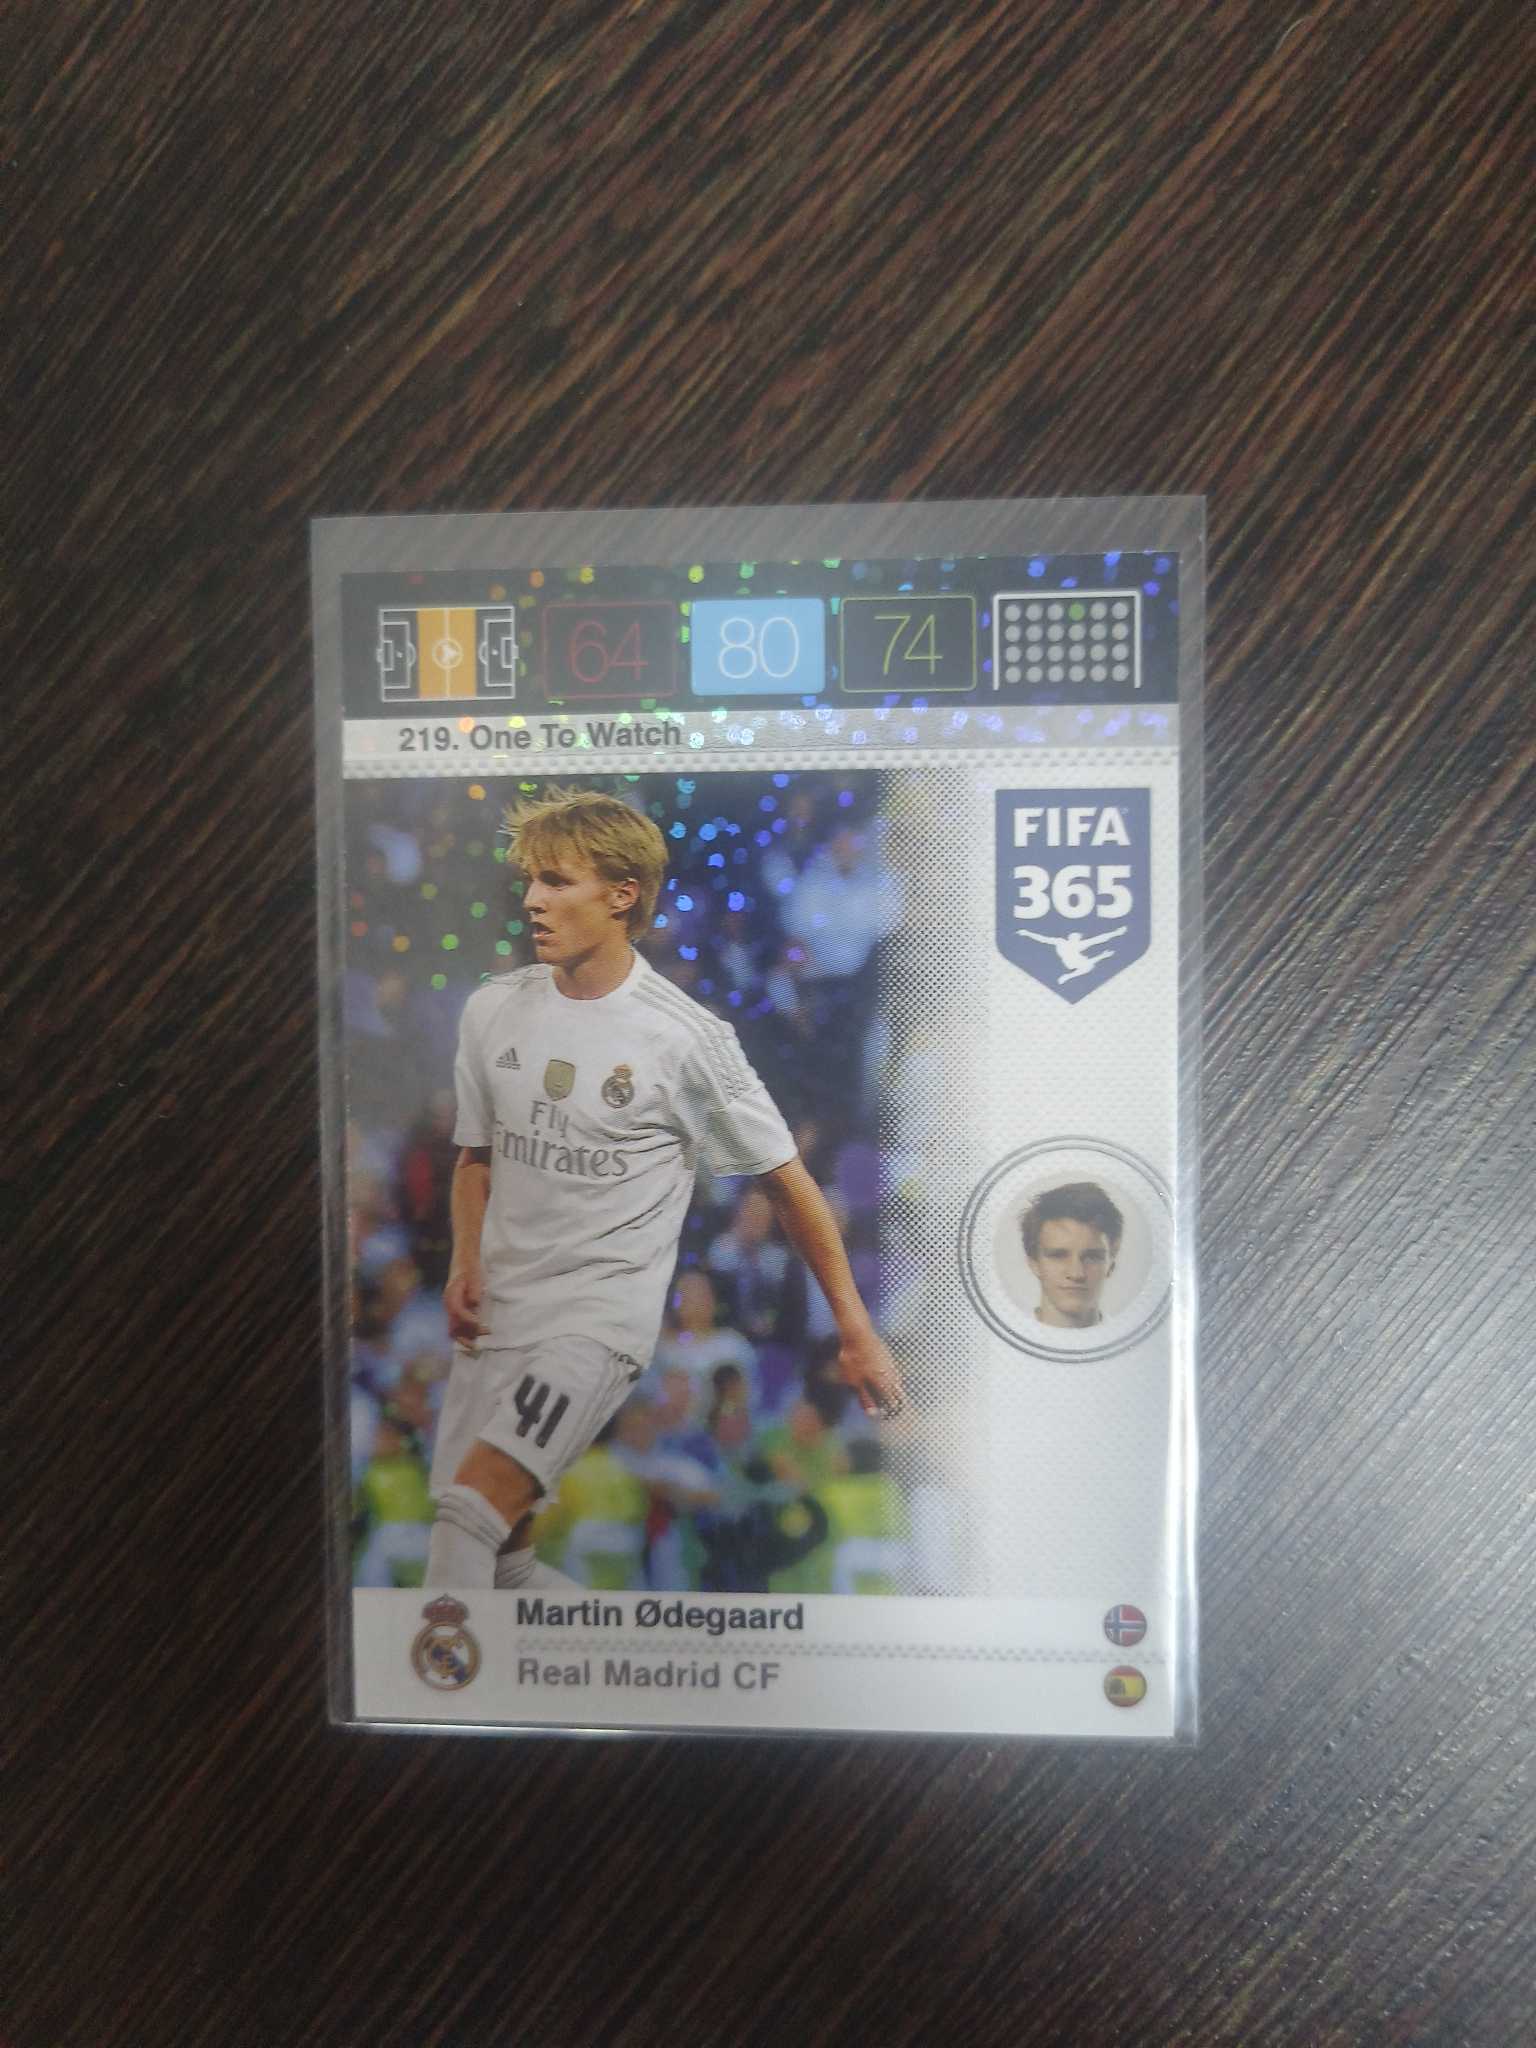 64 80 74
219. One To Watch
FIFA
365
Fly
Emirates
41
Martin Ødegaard
Real Madrid CF